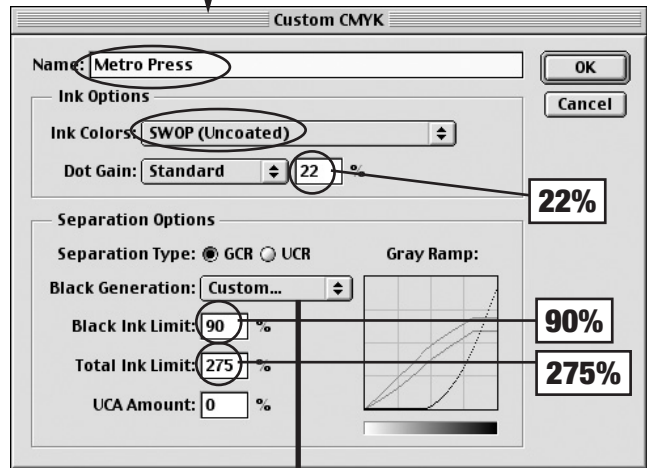 Custom CMYK
Name: Metro Press
OK
Ink Options
Cancel
Ink Colors: SWOP (Uncoated)
Dot Gain: Standard 22 %
22%
Separation Options
Separation Type: GCR UCR
Gray Ramp:
Black Generation: Custom...
Black Ink Limit: 90 %
90%
Total Ink Limit: 275 %
275%
UCA Amount: 0 %